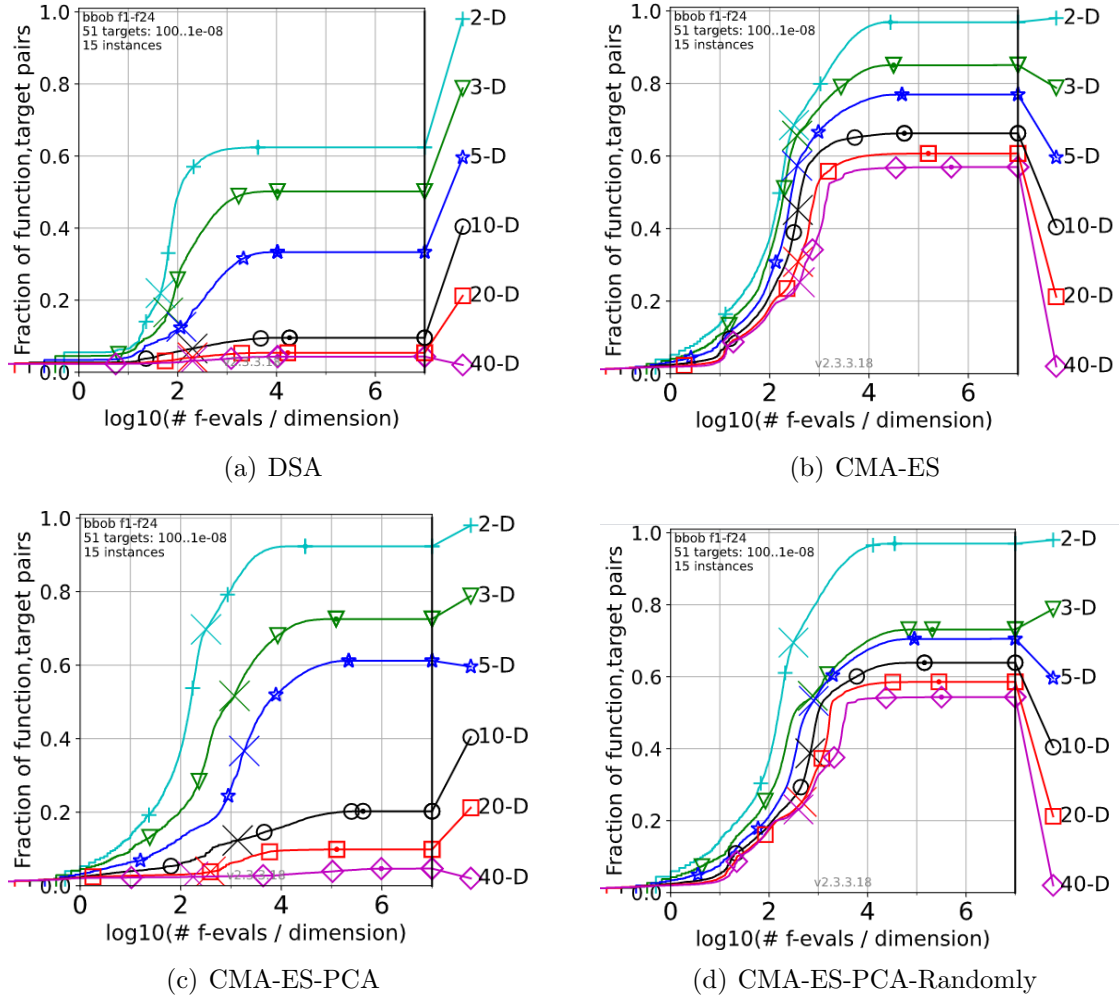 bbob f1-f24
51 targets: 100..1e-08
15 instances
Fraction of function,target pairs
1.0
0.8
0.6
0.4
0.2
0.0
0
2
4
6
log10(# f-evals / dimension)
v2.3.3.18
2-D
3-D
5-D
10-D
20-D
40-D
(a) DSA
bbob f1-f24
51 targets: 100..1e-08
15 instances
Fraction of function,target pairs
1.0
0.8
0.6
0.4
0.2
0.0
0
2
4
6
log10(# f-evals / dimension)
v2.3.3.18
2-D
3-D
5-D
10-D
20-D
40-D
(b) CMA-ES
bbob f1-f24
51 targets: 100..1e-08
15 instances
Fraction of function,target pairs
1.0
0.8
0.6
0.4
0.2
0.0
0
2
4
6
log10(# f-evals / dimension)
v2.3.3.18
2-D
3-D
5-D
10-D
20-D
40-D
(c) CMA-ES-PCA
bbob f1-f24
51 targets: 100..1e-08
15 instances
Fraction of function,target pairs
1.0
0.8
0.6
0.4
0.2
0.0
0
2
4
6
log10(# f-evals / dimension)
v2.3.3.18
2-D
3-D
5-D
10-D
20-D
40-D
(d) CMA-ES-PCA-Randomly